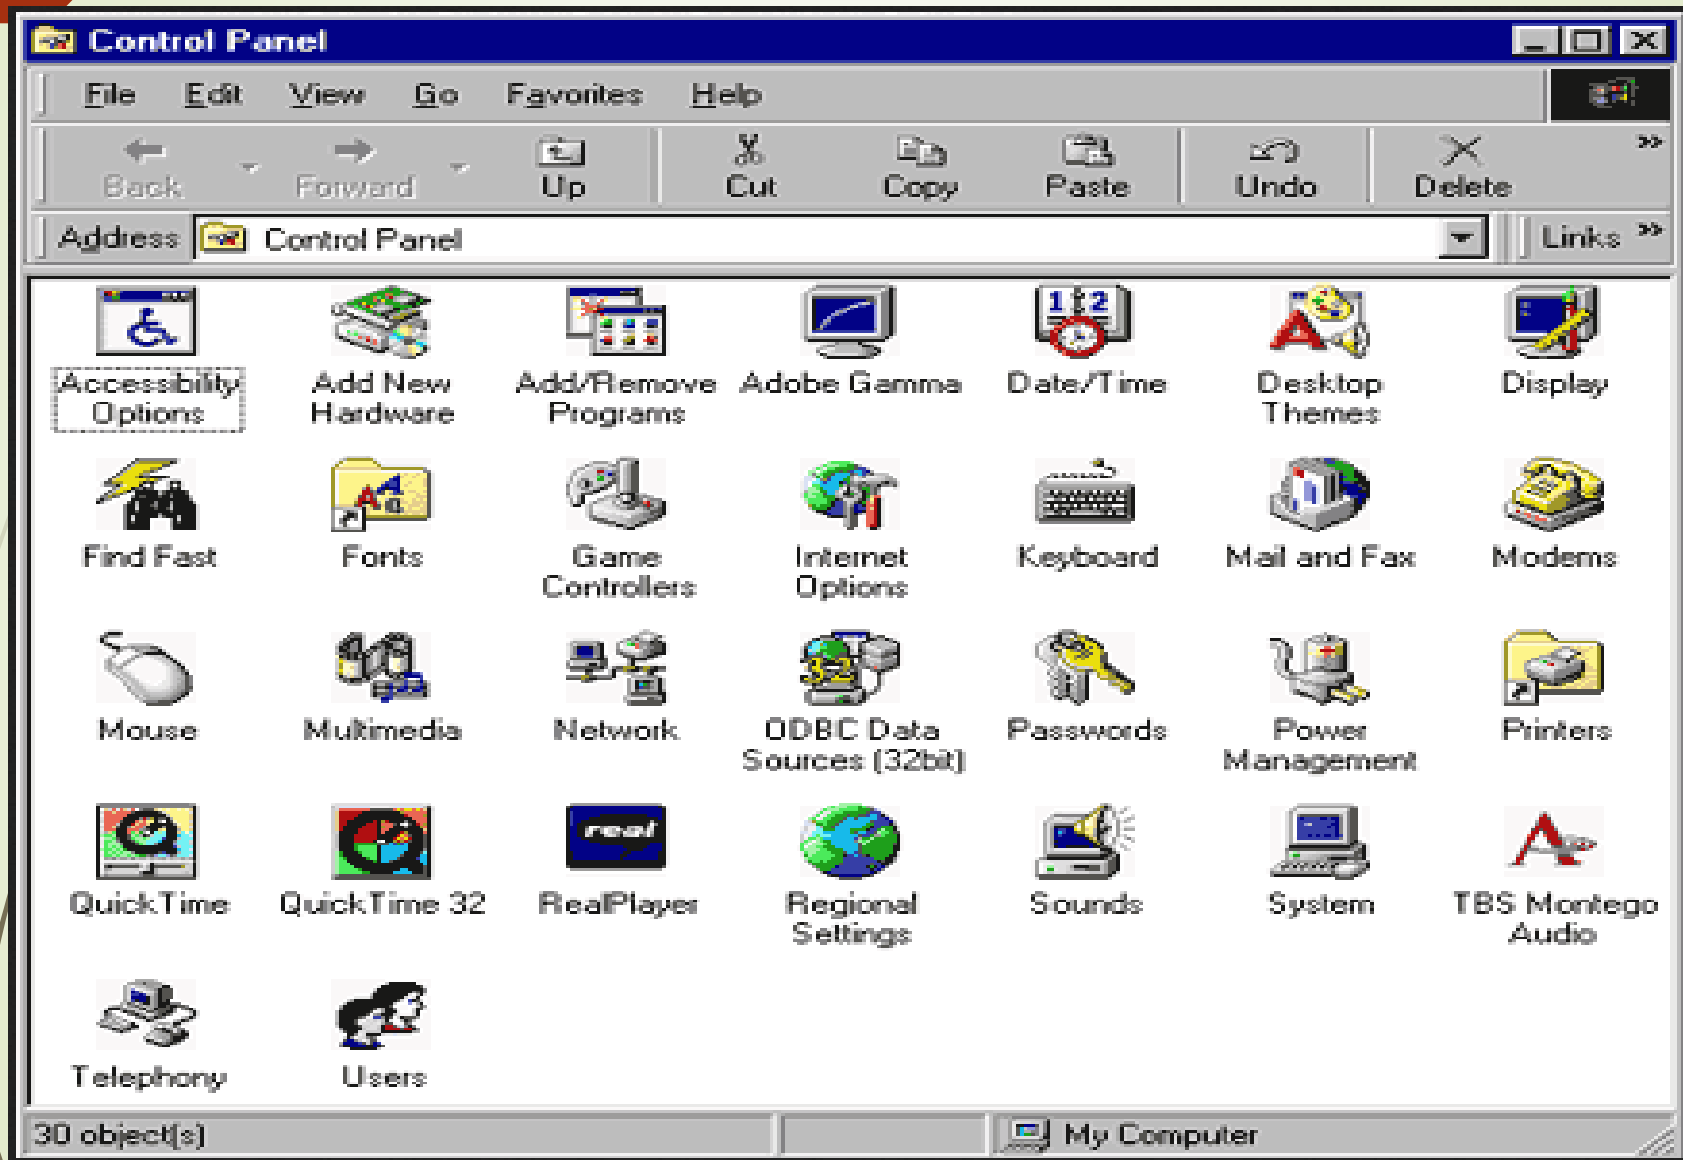 Control Panel
File Edit View Go Favorites Help
Back Forward Up Cut Copy Paste Undo Delete »
Address Control Panel Links »
Accessibility Options
Add New Hardware
Add/Remove Programs
Adobe Gamma
Date/Time
Desktop Themes
Display
Find Fast
Fonts
Game Controllers
Internet Options
Keyboard
Mail and Fax
Modems
Mouse
Multimedia
Network
ODBC Data Sources (32bit)
Passwords
Power Management
Printers
QuickTime
QuickTime 32
real
RealPlayer
Regional Settings
Sounds
System
TBS Montego Audio
Telephony
Users
30 object(s) My Computer